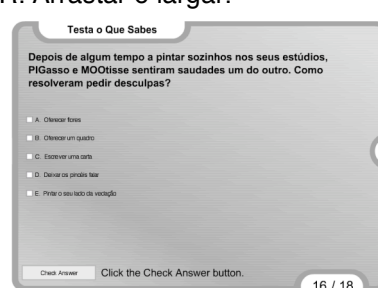 R: Arrastar e largar.
Testa o Que Sabes
Depois de algum tempo a pintar sozinhos nos seus estúdios,
PIGasso e MOOtisse sentiram saudades um do outro. Como
resolveram pedir desculpas?
A. Oferecer flores
B. Oferecer um quadro
C. Escrever uma carta
D. Deixar os pincéis falar
E. Pintar o seu lado da vedação
Check Answer
Click the Check Answer button.
16 / 18